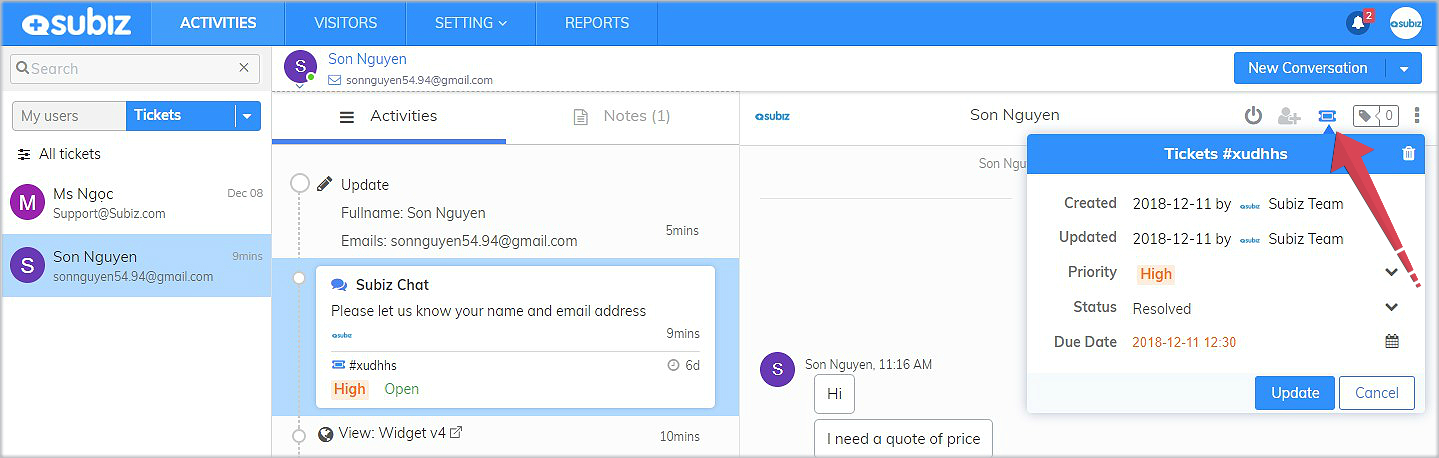 subiz
ACTIVITIES
VISITORS
SETTING
REPORTS
2
subiz
Search
S
Son Nguyen
sonnguyen54.94@gmail.com
New Conversation
My users
Tickets
All tickets
M
Ms Ngọc
Dec 08
Support@Subiz.com
S
Son Nguyen
9mins
sonnguyen54.94@gmail.com
Activities
Notes (1)
Update
Fullname: Son Nguyen
Emails: sonnguyen54.94@gmail.com
5mins
Subiz Chat
Please let us know your name and email address
subiz
9mins
#xudhhs
6d
High
Open
View: Widget v4
10mins
subiz
Son Nguyen
0
Son Ngu
S
Son Nguyen, 11:16 AM
Hi
I need a quote of price
Tickets #xudhhs
Created 2018-12-11 by subiz Subiz Team
Updated 2018-12-11 by subiz Subiz Team
Priority High
Status Resolved
Due Date 2018-12-11 12:30
Update
Cancel